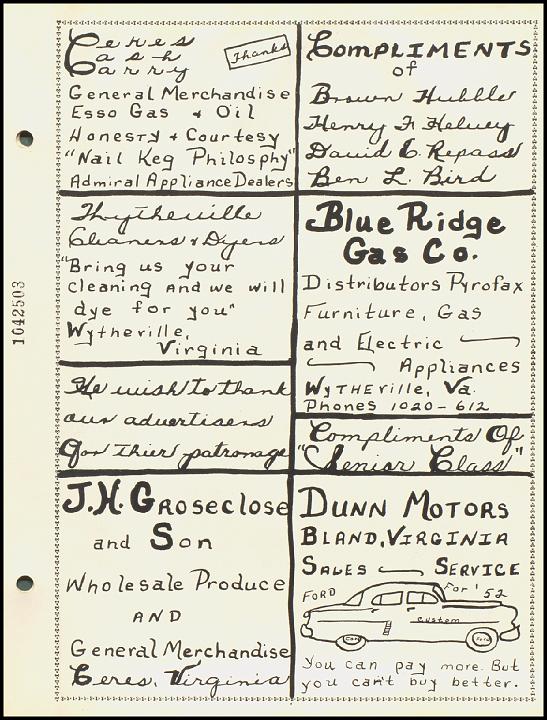 Ceres
Cash
Carry
Thanks
General Merchandise
Esso Gas & Oil
Honesty & Courtesy
"Nail Keg Philosphy"
Admiral Appliance Dealers
COMPLIMENTS
of
Brown Hubble
Henry F. Kelley
David E. Repass
Ben L. Bird
Wytheville
Cleaners & Dyers
"Bring us your
cleaning and we will
dye for you"
Wytheville,
Virginia
Blue Ridge
Gas Co.
Distributors Pyrofax
Furniture, Gas
and Electric
Appliances
WYTHEVille, Va.
Phones 1020-612
We wish to thank
our advertisers
for thier patronage
Compliments Of
"Senior Class"
J.H. Groseclose
and Son
Wholesale Produce
AND
General Merchandise
Ceres, Virginia
DUNN MOTORS
BLAND, VIRGINIA
SALES SERVICE
FORD For '52
Custom
Ford Ford
You can pay more. But
you can't buy better.
1042503